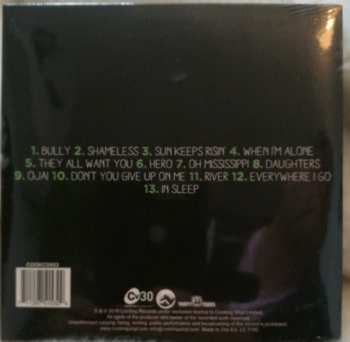 1. BULLY 2. SHAMELESS 3. SUN KEEPS RISIN' 4. WHEN I'M ALONE
5. THEY ALL WANT YOU 6. HERO 7. OH MISSISSIPPI 8. DAUGHTERS
9. OJAI 10. DON'T YOU GIVE UP ON ME 11. RIVER 12. EVERYWHERE I GO
13. IN SLEEP
30